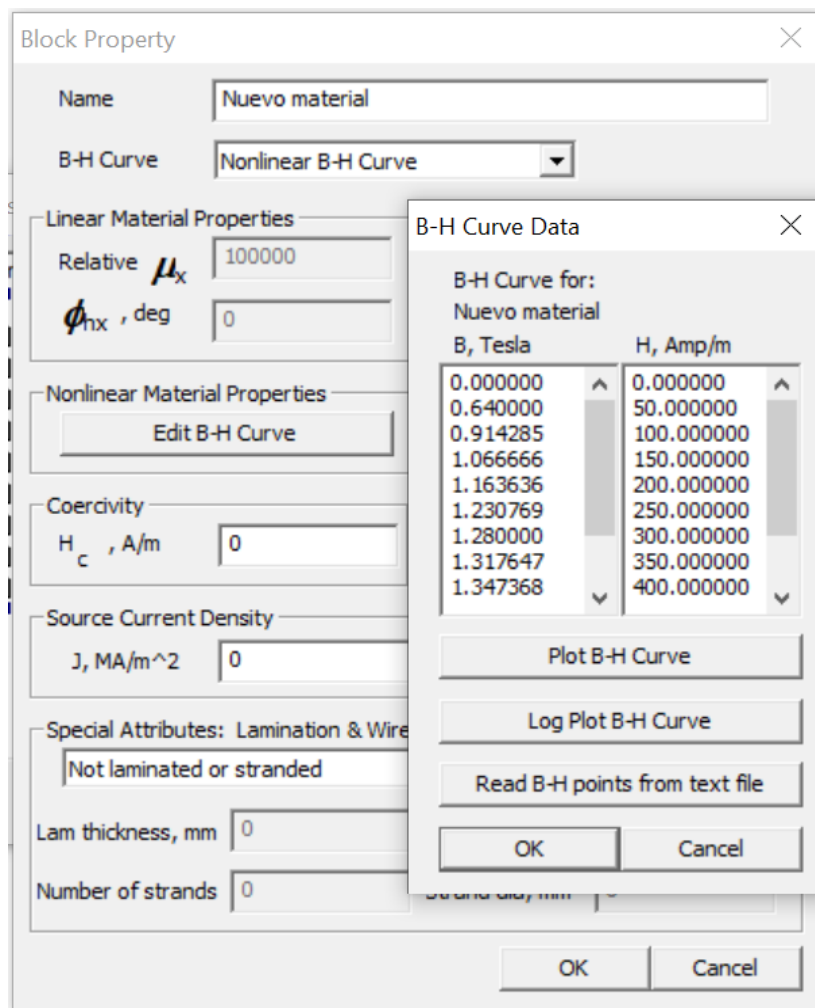 Block Property
Name Nuevo material
B-H Curve Nonlinear B-H Curve
Linear Material Properties
Relative μx 100000
ϕhx , deg 0
Nonlinear Material Properties
Edit B-H Curve
Coercivity
Hc , A/m 0
Source Current Density
J, MA/m^2 0
Special Attributes: Lamination & Wire
Not laminated or stranded
Lam thickness, mm 0
Number of strands 0
OK Cancel
B-H Curve Data
B-H Curve for:
Nuevo material
B, Tesla H, Amp/m
0.000000 0.000000
0.640000 50.000000
0.914285 100.000000
1.066666 150.000000
1.163636 200.000000
1.230769 250.000000
1.280000 300.000000
1.317647 350.000000
1.347368 400.000000
Plot B-H Curve
Log Plot B-H Curve
Read B-H points from text file
OK Cancel